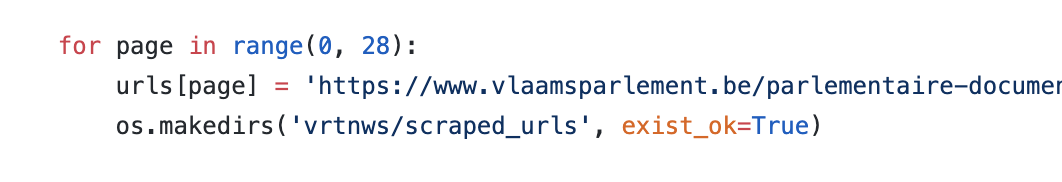 for page in range(0, 28):
urls[page] = 'https://www.vlaamsparlement.be/parlementaire-documen
os.makedirs('vrtnws/scraped_urls', exist_ok=True)